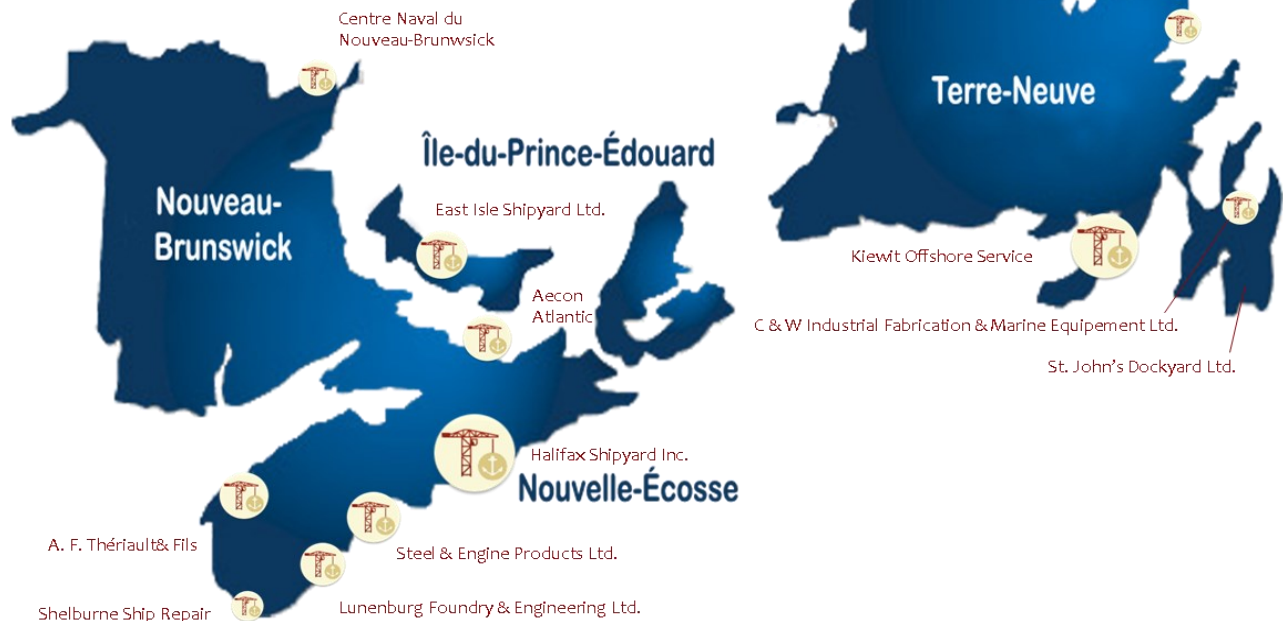 Centre Naval du
Nouveau-Brunwsick
Terre-Neuve
Île-du-Prince-Édouard
Nouveau-
Brunswick
East Isle Shipyard Ltd.
Kiewit Offshore Service
Aecon
Atlantic
C & W Industrial Fabrication & Marine Equipement Ltd.
St. John's Dockyard Ltd.
Halifax Shipyard Inc.
Nouvelle-Écosse
A. F. Thériault& Fils
Steel & Engine Products Ltd.
Shelburne Ship Repair
Lunenburg Foundry & Engineering Ltd.